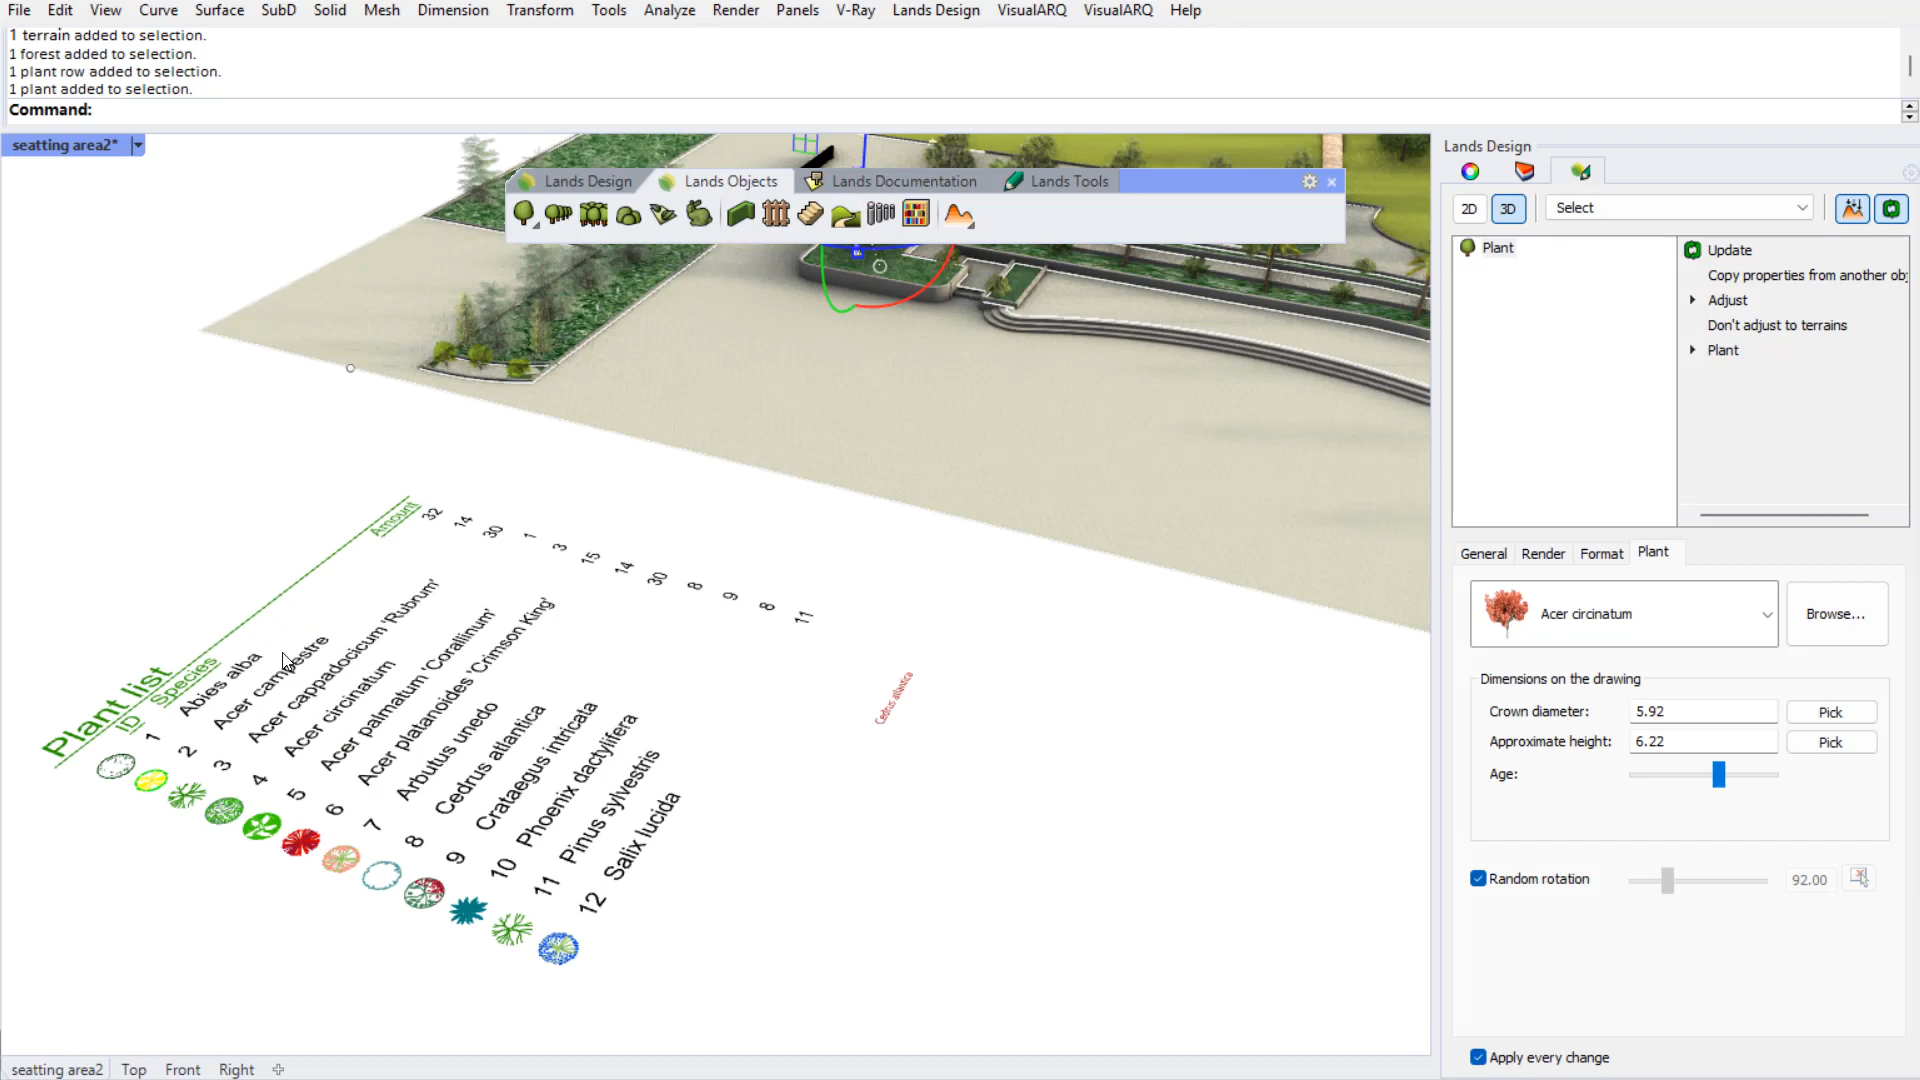 File Edit View Curve Surface SubD Solid Mesh Dimension Transform Tools Analyze Render Panels V-Ray Lands Design VisualARQ VisualARQ Help
1 terrain added to selection.
1 forest added to selection.
1 plant row added to selection.
1 plant added to selection.
Command:
seatting area2*
Lands Design Lands Objects Lands Documentation Lands Tools
Lands Design
2D 3D Select
Plant
Update
Copy properties from another obj
Adjust
Don't adjust to terrains
Plant
General Render Format Plant
Acer circinatum Browse...
Dimensions on the drawing
Crown diameter: 5.92 Pick
Approximate height: 6.22 Pick
Age:
Random rotation 92.00
Apply every change
Plant list
ID Species Amount
1 Abies alba 32
2 Acer campestre 14
3 Acer cappadocicum 'Rubrum' 30
4 Acer circinatum 1
5 Acer palmatum 'Corallinum' 3
6 Acer platanoides 'Crimson King' 15
7 Arbutus unedo 14
8 Cedrus atlantica 30
9 Crataegus intricata 8
10 Phoenix dactylifera 9
11 Pinus sylvestris 8
12 Salix lucida 11
Cedrus atlantica
seatting area2 Top Front Right